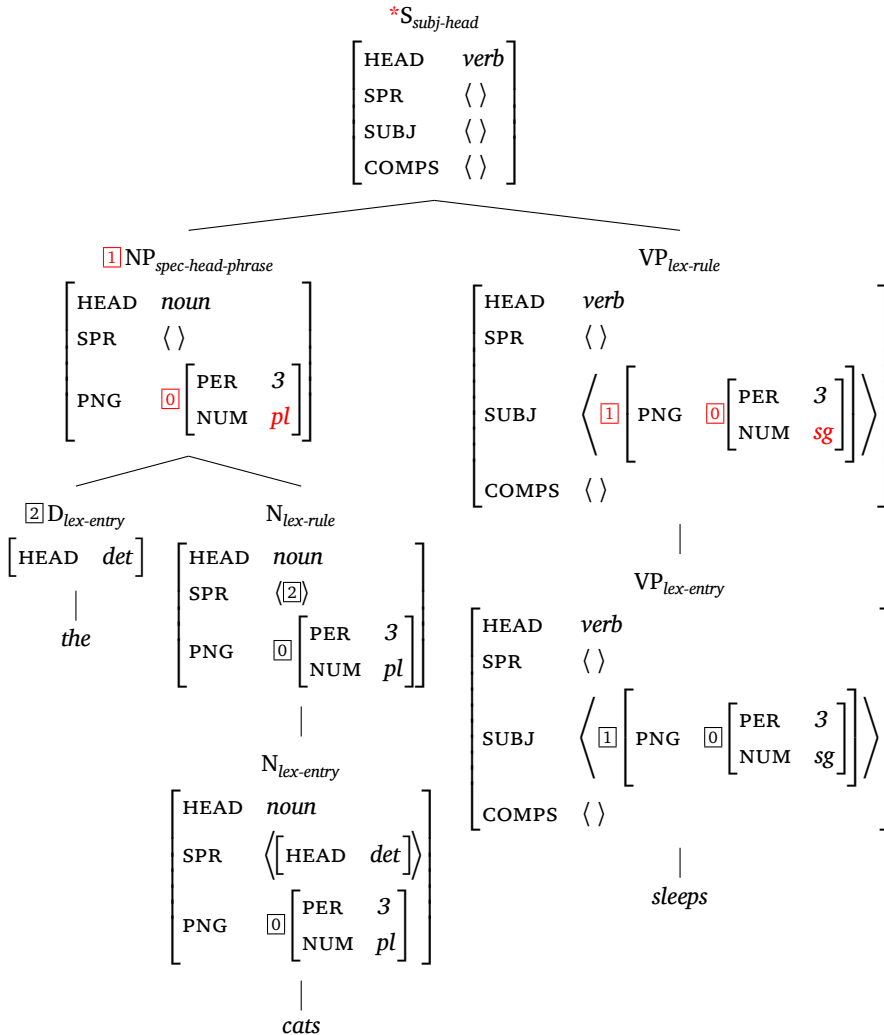 *S subj-head
HEAD verb
SPR ⟨ ⟩
SUBJ ⟨ ⟩
COMPS ⟨ ⟩
1 NP spec-head-phrase
HEAD noun
SPR ⟨ ⟩
PNG 0 PER 3
NUM pl
VP lex-rule
HEAD verb
SPR ⟨ ⟩
SUBJ ⟨ 1 [PNG 0 [PER 3
NUM sg]] ⟩
COMPS ⟨ ⟩
2 D lex-entry
[HEAD det]
the
N lex-rule
HEAD noun
SPR ⟨2⟩
PNG 0 PER 3
NUM pl
N lex-entry
HEAD noun
SPR ⟨[HEAD det]⟩
PNG 0 PER 3
NUM pl
cats
VP lex-entry
HEAD verb
SPR ⟨ ⟩
SUBJ ⟨ 1 [PNG 0 [PER 3
NUM sg]] ⟩
COMPS ⟨ ⟩
sleeps